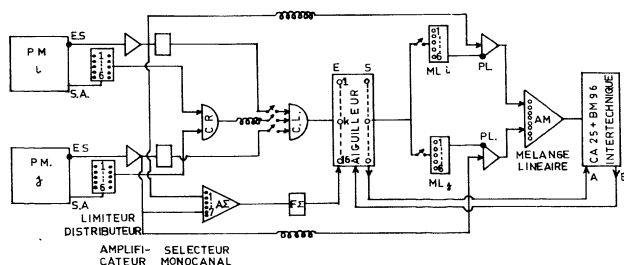 E.S
P M
i
1
6
S.A.
E S
1
k
16
AIGUILLEUR
1
6
ML i
PL.
C.R
C.L.
AM
MELANGE
LINEAIRE
CA 25 + BM 96
INTERTECHNIQUE
A
B
E.S
PM.
j
1
6
S.A
PL.
ML j
6
1
i
j
7
AΣ
FΣ
LIMITEUR
DISTRIBUTEUR
AMPLIFI- SELECTEUR
CATEUR MONOCANAL